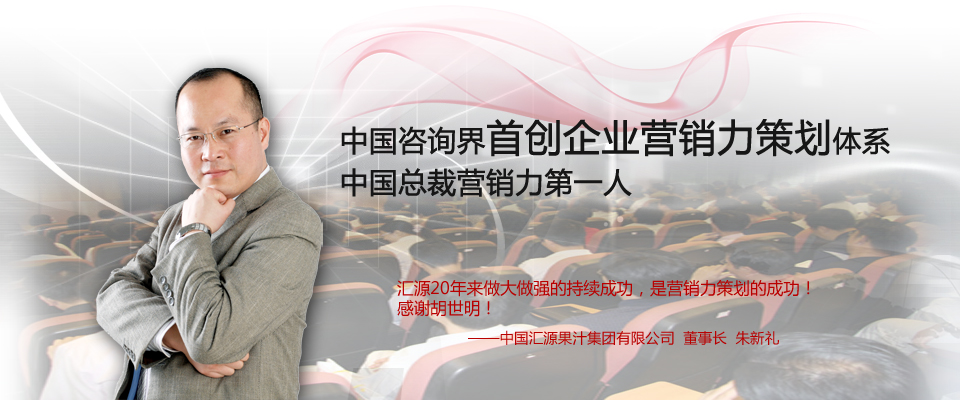 中国咨询界首创企业营销力策划体系
中国总裁营销力第一人
汇源20年来做大做强的持续成功，是营销力策划的成功！
感谢胡世明！
——中国汇源果汁集团有限公司 董事长 朱新礼